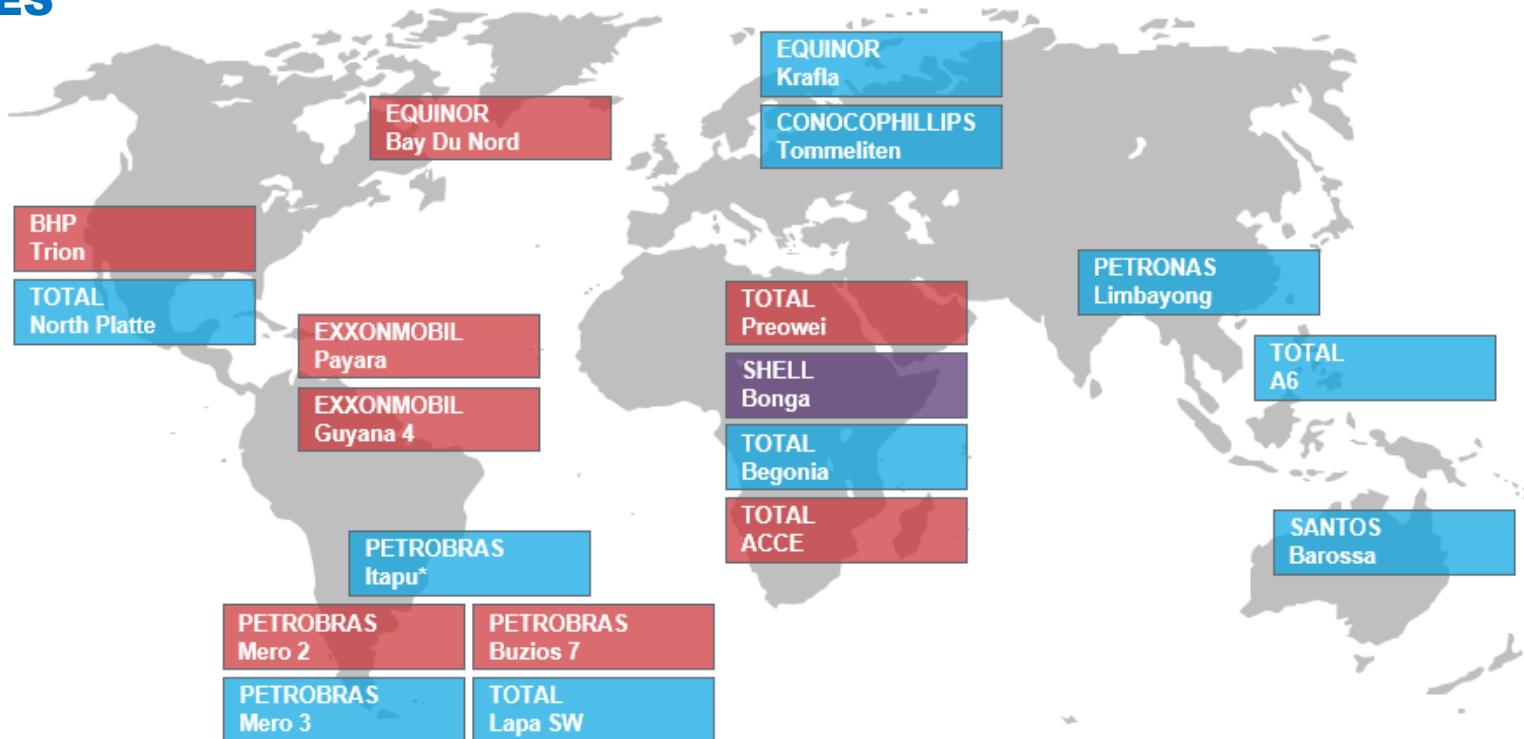 ES
EQUINOR
Krafla
CONOCOPHILLIPS
Tommeliten
EQUINOR
Bay Du Nord
BHP
Trion
TOTAL
North Platte
EXXONMOBIL
Payara
EXXONMOBIL
Guyana 4
TOTAL
Preowei
SHELL
Bonga
TOTAL
Begonia
TOTAL
ACCE
PETRONAS
Limbayong
TOTAL
A6
SANTOS
Barossa
PETROBRAS
Itapu*
PETROBRAS
Mero 2
PETROBRAS
Buzios 7
PETROBRAS
Mero 3
TOTAL
Lapa SW